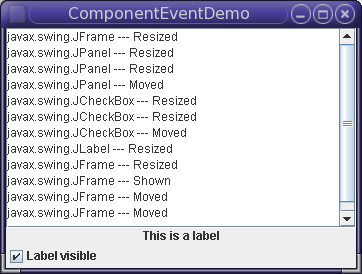 ComponentEventDemo
javax.swing.JFrame --- Resized
javax.swing.JPanel --- Resized
javax.swing.JPanel --- Resized
javax.swing.JPanel --- Moved
javax.swing.JCheckBox --- Resized
javax.swing.JCheckBox --- Resized
javax.swing.JCheckBox --- Moved
javax.swing.JLabel --- Resized
javax.swing.JFrame --- Resized
javax.swing.JFrame --- Shown
javax.swing.JFrame --- Moved
javax.swing.JFrame --- Moved
This is a label
Label visible